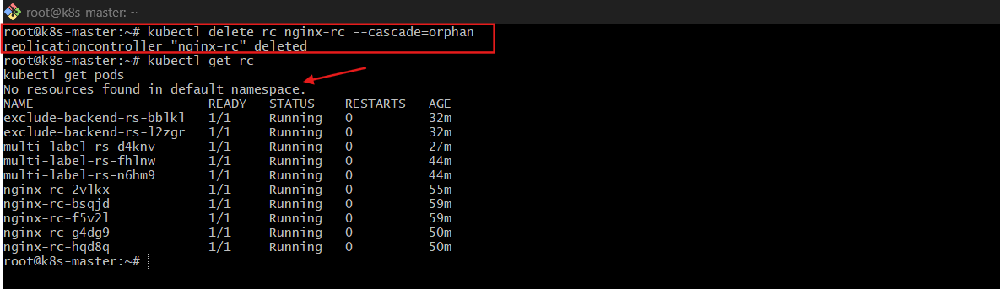 root@k8s-master: ~
root@k8s-master:~# kubectl delete rc nginx-rc --cascade=orphan
replicationcontroller "nginx-rc" deleted
root@k8s-master:~# kubectl get rc
kubectl get pods
No resources found in default namespace.
NAME READY STATUS RESTARTS AGE
exclude-backend-rs-bblkl 1/1 Running 0 32m
exclude-backend-rs-l2zgr 1/1 Running 0 32m
multi-label-rs-d4knv 1/1 Running 0 27m
multi-label-rs-fhlnw 1/1 Running 0 44m
multi-label-rs-n6hm9 1/1 Running 0 44m
nginx-rc-2vlkx 1/1 Running 0 55m
nginx-rc-bsqjd 1/1 Running 0 59m
nginx-rc-f5v2l 1/1 Running 0 59m
nginx-rc-g4dg9 1/1 Running 0 50m
nginx-rc-hqd8q 1/1 Running 0 50m
root@k8s-master:~#